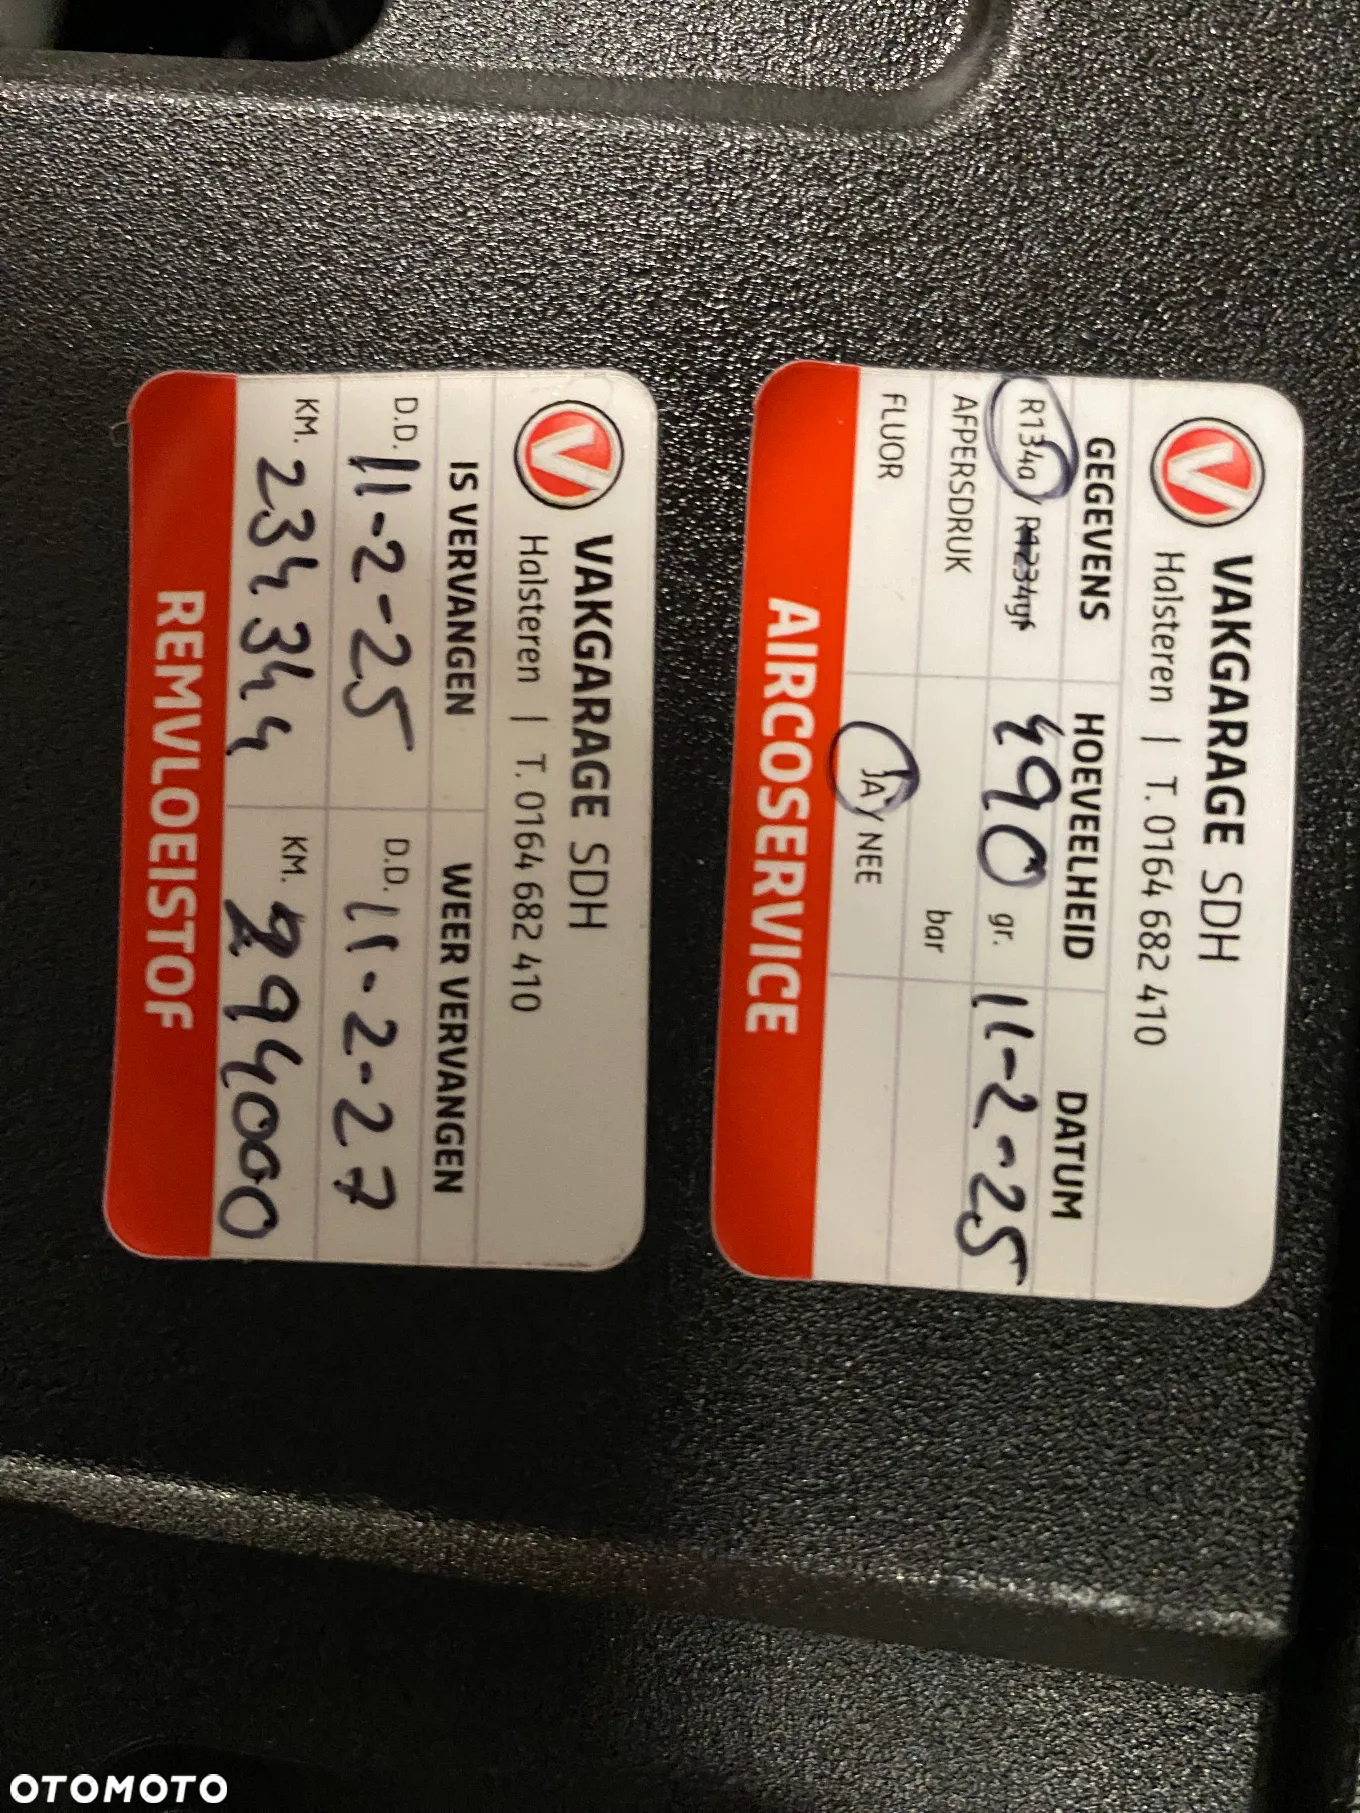 VAKGARAGE SDH
Halsteren | T. 0164 682 410
GEGEVENS HOEVEELHEID DATUM
R134a / R1234yf 490 gr. 11-2-25
AFPERSDRUK bar
FLUOR JA / NEE
AIRCOSERVICE
VAKGARAGE SDH
Halsteren | T. 0164 682 410
IS VERVANGEN WEER VERVANGEN
D.D. 11-2-25 D.D. 11-2-27
KM. 234344 KM. 294000
REMVLOEISTOF
OTOMOTO